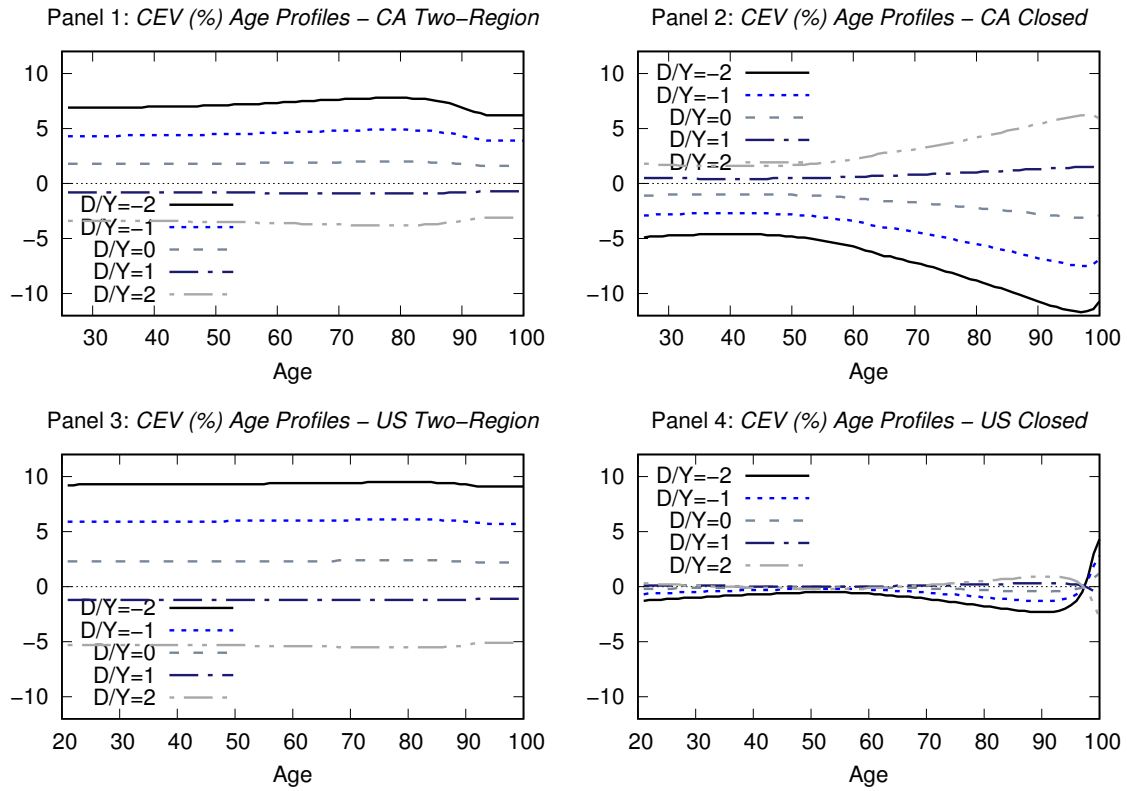 Panel 1: CEV (%) Age Profiles – CA Two-Region
10
5
0
−5
−10
D/Y=−2
D/Y=−1
D/Y=0
D/Y=1
D/Y=2
30 40 50 60 70 80 90 100
Age
Panel 2: CEV (%) Age Profiles – CA Closed
10
5
0
−5
−10
D/Y=−2
D/Y=−1
D/Y=0
D/Y=1
D/Y=2
30 40 50 60 70 80 90 100
Age
Panel 3: CEV (%) Age Profiles – US Two-Region
10
5
0
−5
−10
D/Y=−2
D/Y=−1
D/Y=0
D/Y=1
D/Y=2
20 30 40 50 60 70 80 90 100
Age
Panel 4: CEV (%) Age Profiles – US Closed
10
5
0
−5
−10
D/Y=−2
D/Y=−1
D/Y=0
D/Y=1
D/Y=2
20 30 40 50 60 70 80 90 100
Age